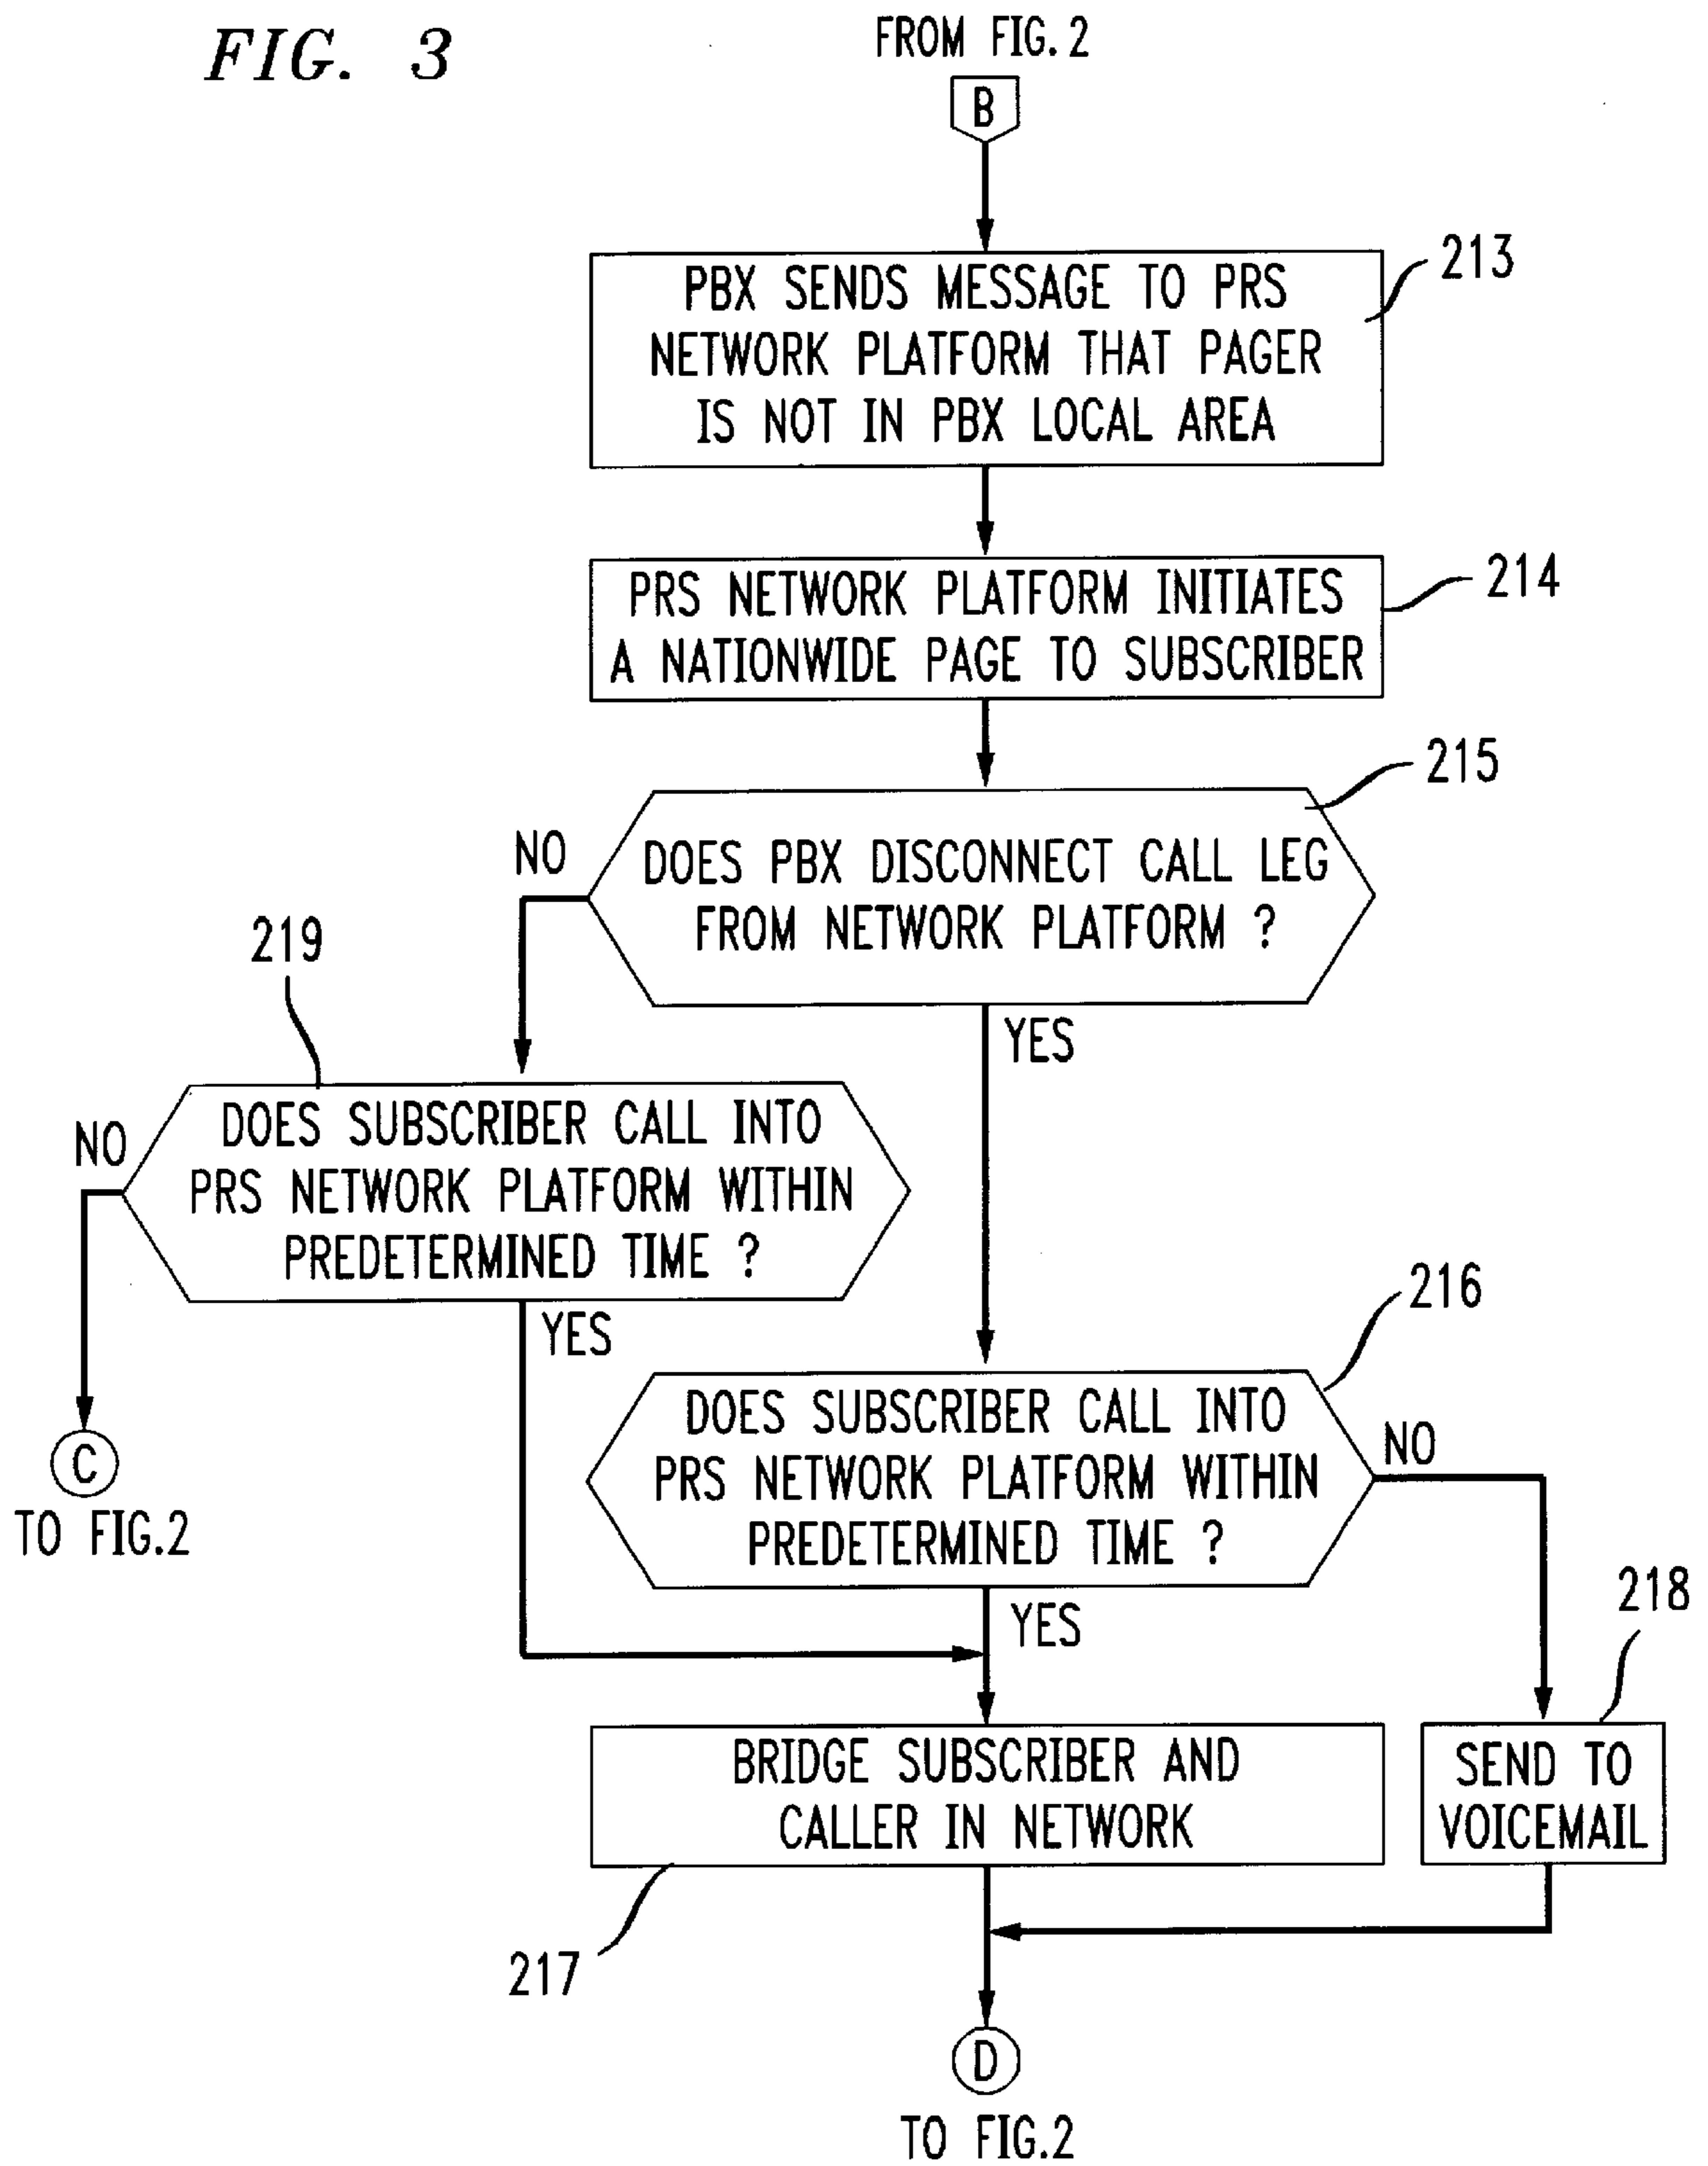 FIG. 3
FROM FIG. 2
B
213
PBX SENDS MESSAGE TO PRS
NETWORK PLATFORM THAT PAGER
IS NOT IN PBX LOCAL AREA
214
PRS NETWORK PLATFORM INITIATES
A NATIONWIDE PAGE TO SUBSCRIBER
215
NO
DOES PBX DISCONNECT CALL LEG
FROM NETWORK PLATFORM ?
219
YES
NO
DOES SUBSCRIBER CALL INTO
PRS NETWORK PLATFORM WITHIN
PREDETERMINED TIME ?
YES
C
TO FIG.2
216
DOES SUBSCRIBER CALL INTO
PRS NETWORK PLATFORM WITHIN
PREDETERMINED TIME ?
NO
YES
218
BRIDGE SUBSCRIBER AND
CALLER IN NETWORK
SEND TO
VOICEMAIL
217
D
TO FIG.2